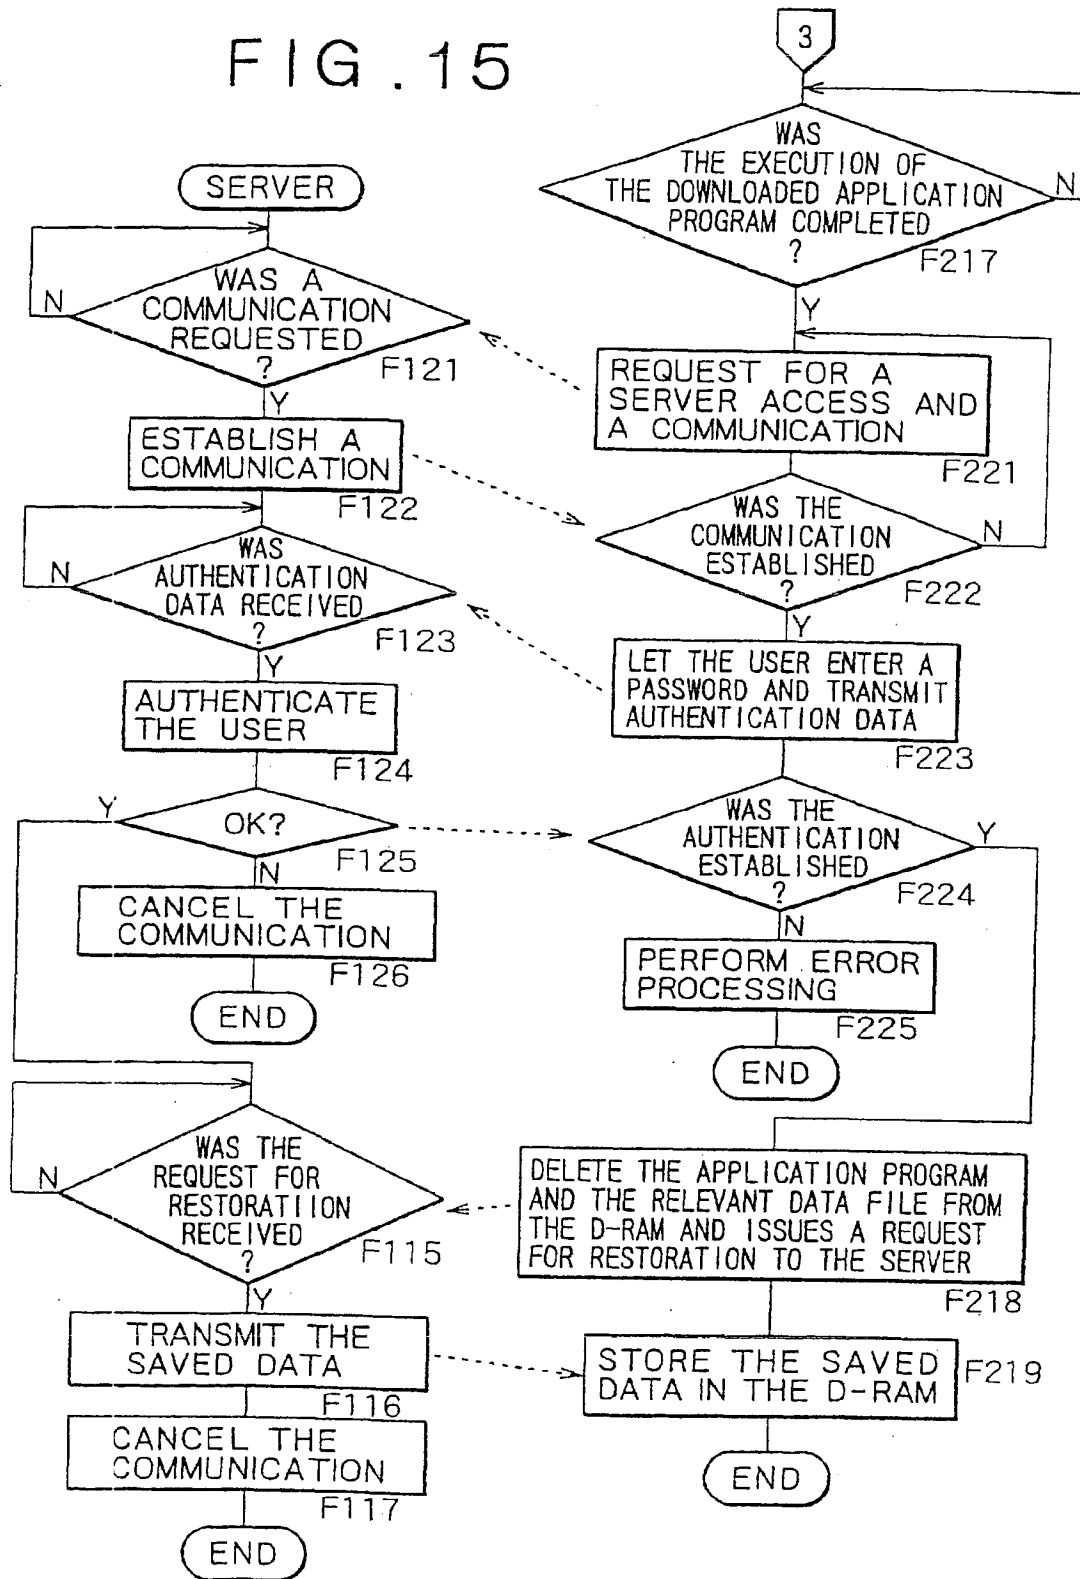 FIG.15
SERVER
WAS A
COMMUNICATION
REQUESTED
?
F121
N
Y
ESTABLISH A
COMMUNICATION
F122
WAS
AUTHENTICATION
DATA RECEIVED
?
F123
N
Y
AUTHENTICATE
THE USER
F124
Y
OK?
F125
N
CANCEL THE
COMMUNICATION
F126
END
WAS THE
REQUEST FOR
RESTORATIION
RECEIVED
?
F115
N
Y
TRANSMIT THE
SAVED DATA
F116
CANCEL THE
COMMUNICATION
F117
END
3
WAS
THE EXECUTION OF
THE DOWNLOADED APPLICATION
PROGRAM COMPLETED
?
F217
N
Y
REQUEST FOR A
SERVER ACCESS AND
A COMMUNICATION
F221
WAS THE
COMMUNICATION
ESTABLISHED
?
F222
N
Y
LET THE USER ENTER A
PASSWORD AND TRANSMIT
AUTHENTICATION DATA
F223
WAS THE
AUTHENTICATION
ESTABLISHED
?
F224
Y
N
PERFORM ERROR
PROCESSING
F225
END
DELETE THE APPLICATION PROGRAM
AND THE RELEVANT DATA FILE FROM
THE D-RAM AND ISSUES A REQUEST
FOR RESTORATION TO THE SERVER
F218
STORE THE SAVED
DATA IN THE D-RAM
F219
END